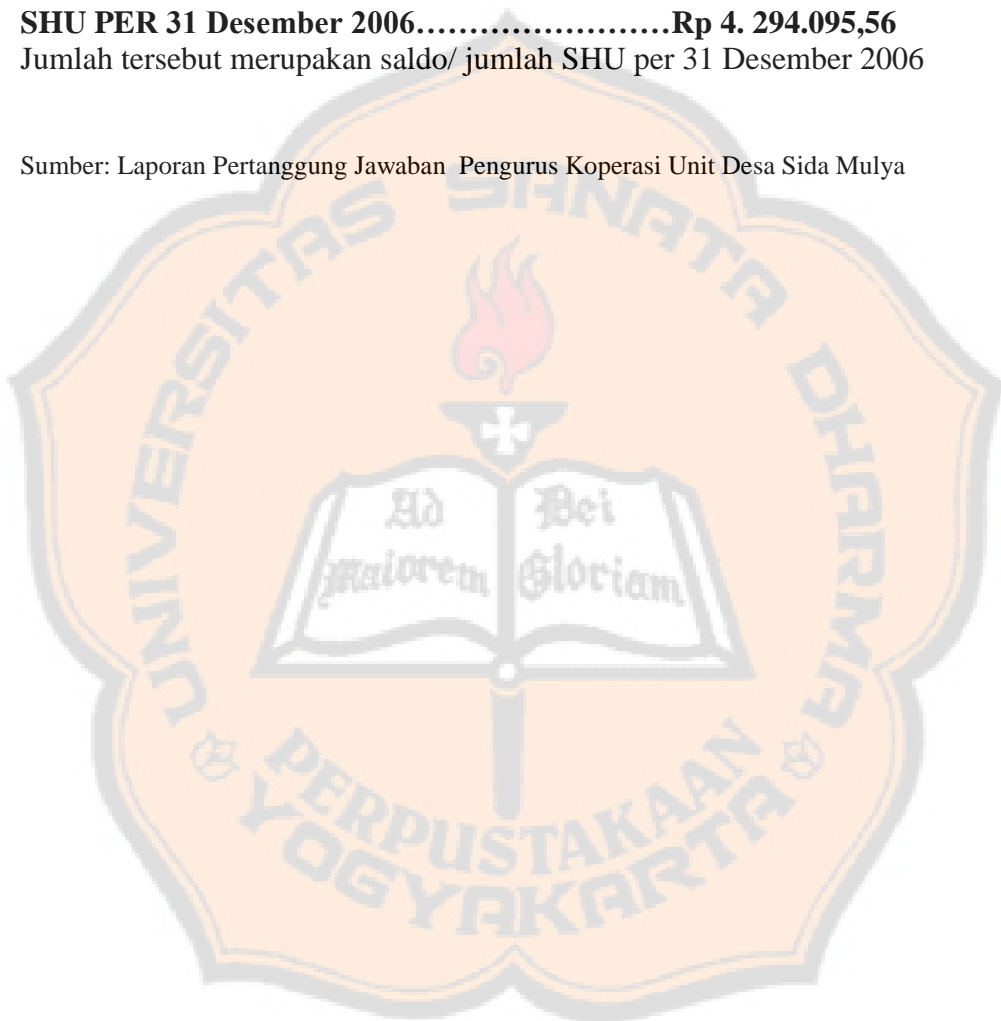 SHU PER 31 Desember 2006……………………Rp 4. 294.095,56
Jumlah tersebut merupakan saldo/ jumlah SHU per 31 Desember 2006
Sumber: Laporan Pertanggung Jawaban Pengurus Koperasi Unit Desa Sida Mulya
UNIVERSITAS SANATA DHARMA
Ad
maiorem
Dei
Gloriam
PERPUSTAKAAN
YOGYAKARTA